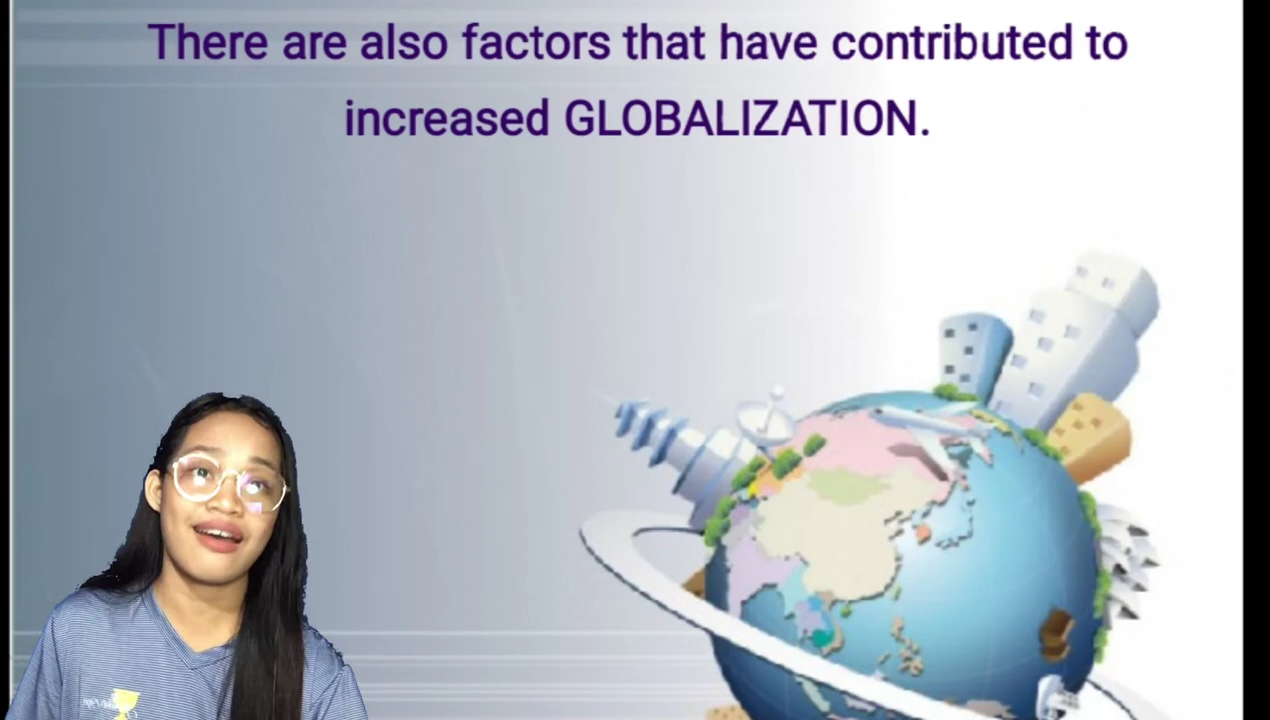 There are also factors that have contributed to
increased GLOBALIZATION.